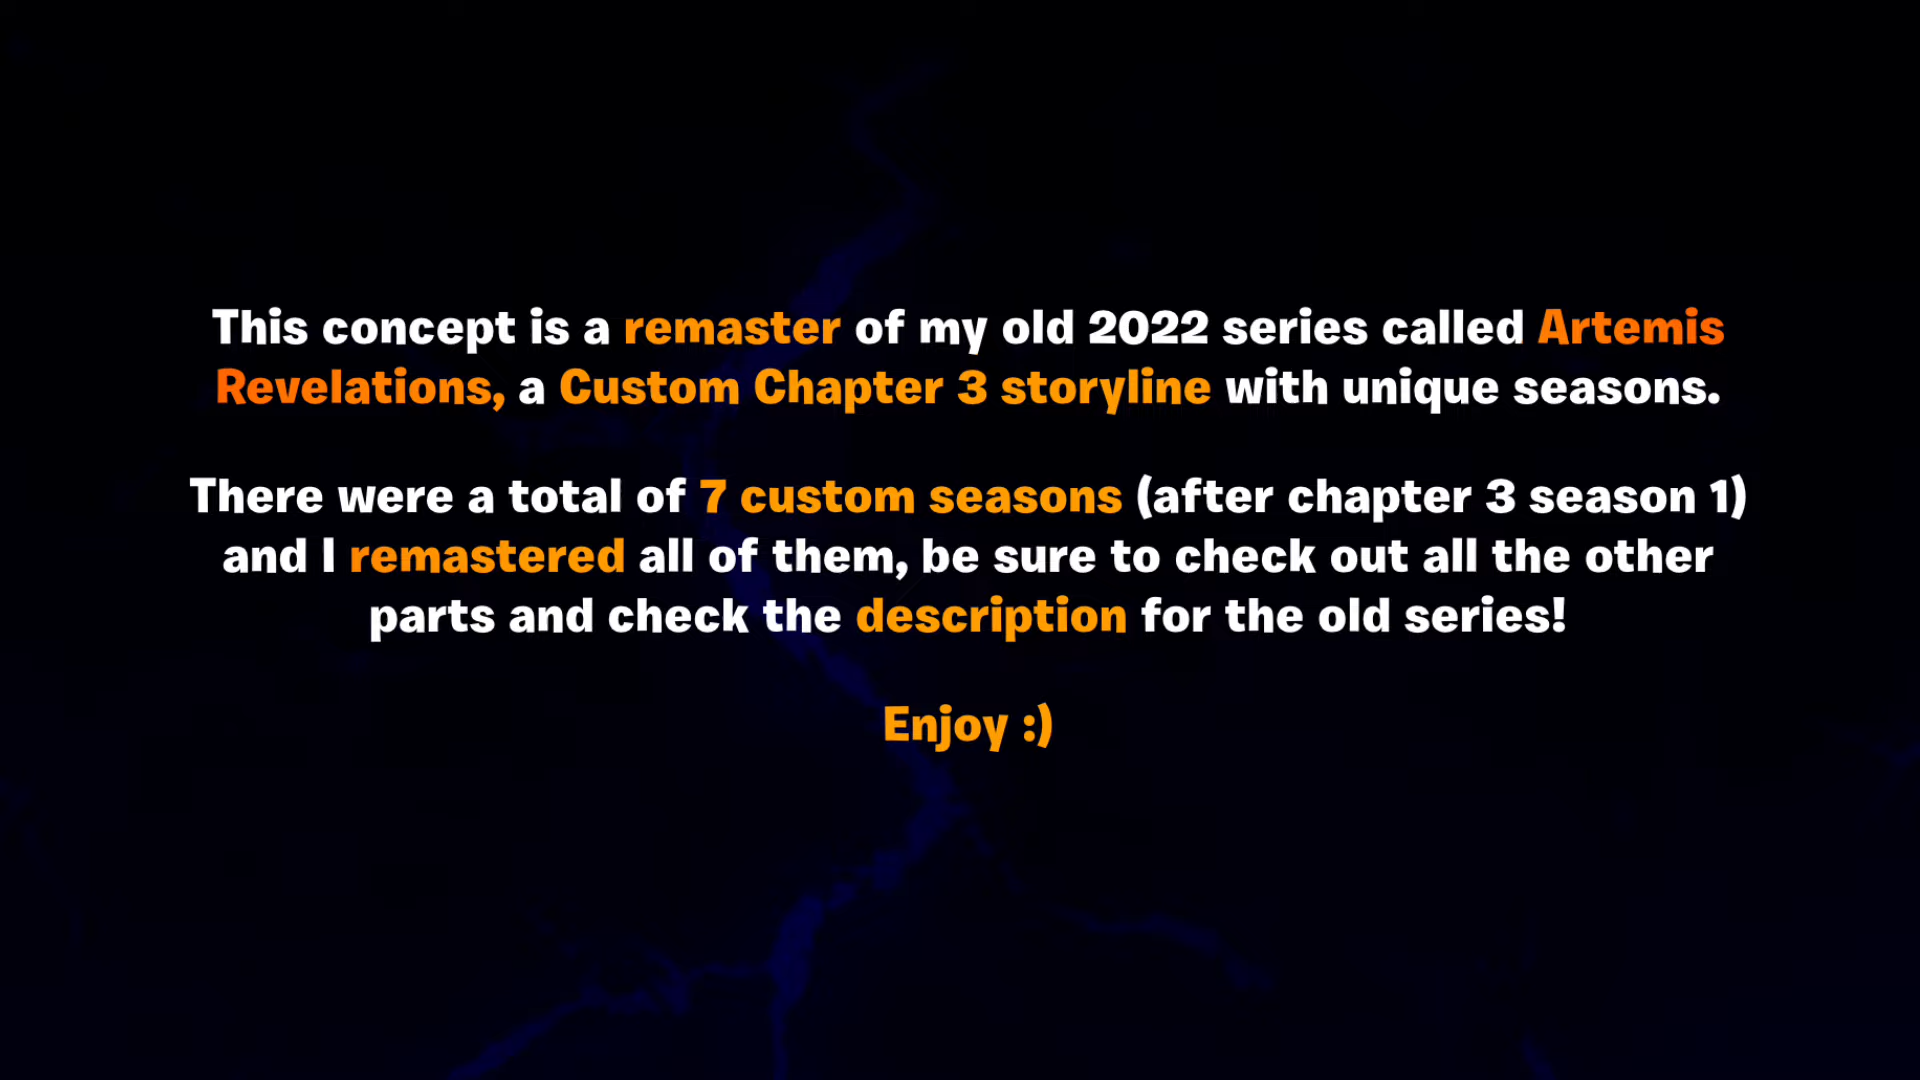 This concept is a remaster of my old 2022 series called Artemis
Revelations, a Custom Chapter 3 storyline with unique seasons.
There were a total of 7 custom seasons (after chapter 3 season 1)
and I remastered all of them, be sure to check out all the other
parts and check the description for the old series!
Enjoy :)